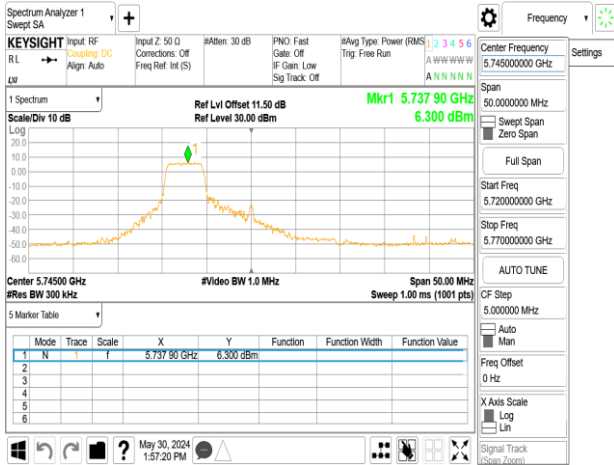 Spectrum Analyzer 1
Swept SA
+
Frequency
KEYSIGHT
RL
Input: RF
Coupling: DC
Align: Auto
Input Z: 50 Ω
Corrections: Off
Freq Ref: Int (S)
#Atten: 30 dB
PNO: Fast
Gate: Off
IF Gain: Low
Sig Track: Off
#Avg Type: Power (RMS
Trig: Free Run
1 2 3 4 5 6
A W W W W W
A N N N N N
Center Frequency
5.745000000 GHz
Settings
Span
50.0000000 MHz
Swept Span
Zero Span
Full Span
Start Freq
5.720000000 GHz
Stop Freq
5.770000000 GHz
AUTO TUNE
CF Step
5.000000 MHz
Auto
Man
Freq Offset
0 Hz
X Axis Scale
Log
Lin
Signal Track
(Span Zoom)
1 Spectrum
Scale/Div 10 dB
Log
Ref Lvl Offset 11.50 dB
Ref Level 30.00 dBm
Mkr1 5.737 90 GHz
6.300 dBm
20.0
10.0
0.00
-10.0
-20.0
-30.0
-40.0
-50.0
-60.0
1
Center 5.74500 GHz
#Res BW 300 kHz
#Video BW 1.0 MHz
Span 50.00 MHz
Sweep 1.00 ms (1001 pts)
5 Marker Table
Mode Trace Scale X Y Function Function Width Function Value
1 N 1 f 5.737 90 GHz 6.300 dBm
2
3
4
5
6
?
May 30, 2024
1:57:20 PM